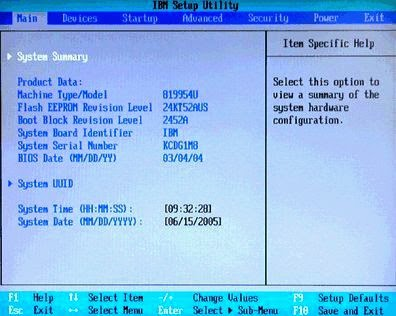 IBM Setup Utility
Main Devices Startup Advanced Security Power Exit
▶ System Summary
Product Data:
Machine Type/Model 819954U
Flash EEPROM Revision Level 24KT52AUS
Boot Block Revision Level 2452A
System Board Identifier IBM
System Serial Number KCDG1M8
BIOS Date (MM/DD/YY) 03/04/04
▶ System UUID
System Time (HH:MM:SS): [09:32:28]
System Date (MM/DD/YYYY): [06/15/2005]
Item Specific Help
Select this option to
view a summary of the
system hardware
configuration.
F1 Help ↑↓ Select Item -/+ Change Values F9 Setup Defaults
Esc Exit ↔ Select Menu Enter Select ▶ Sub-Menu F10 Save and Exit